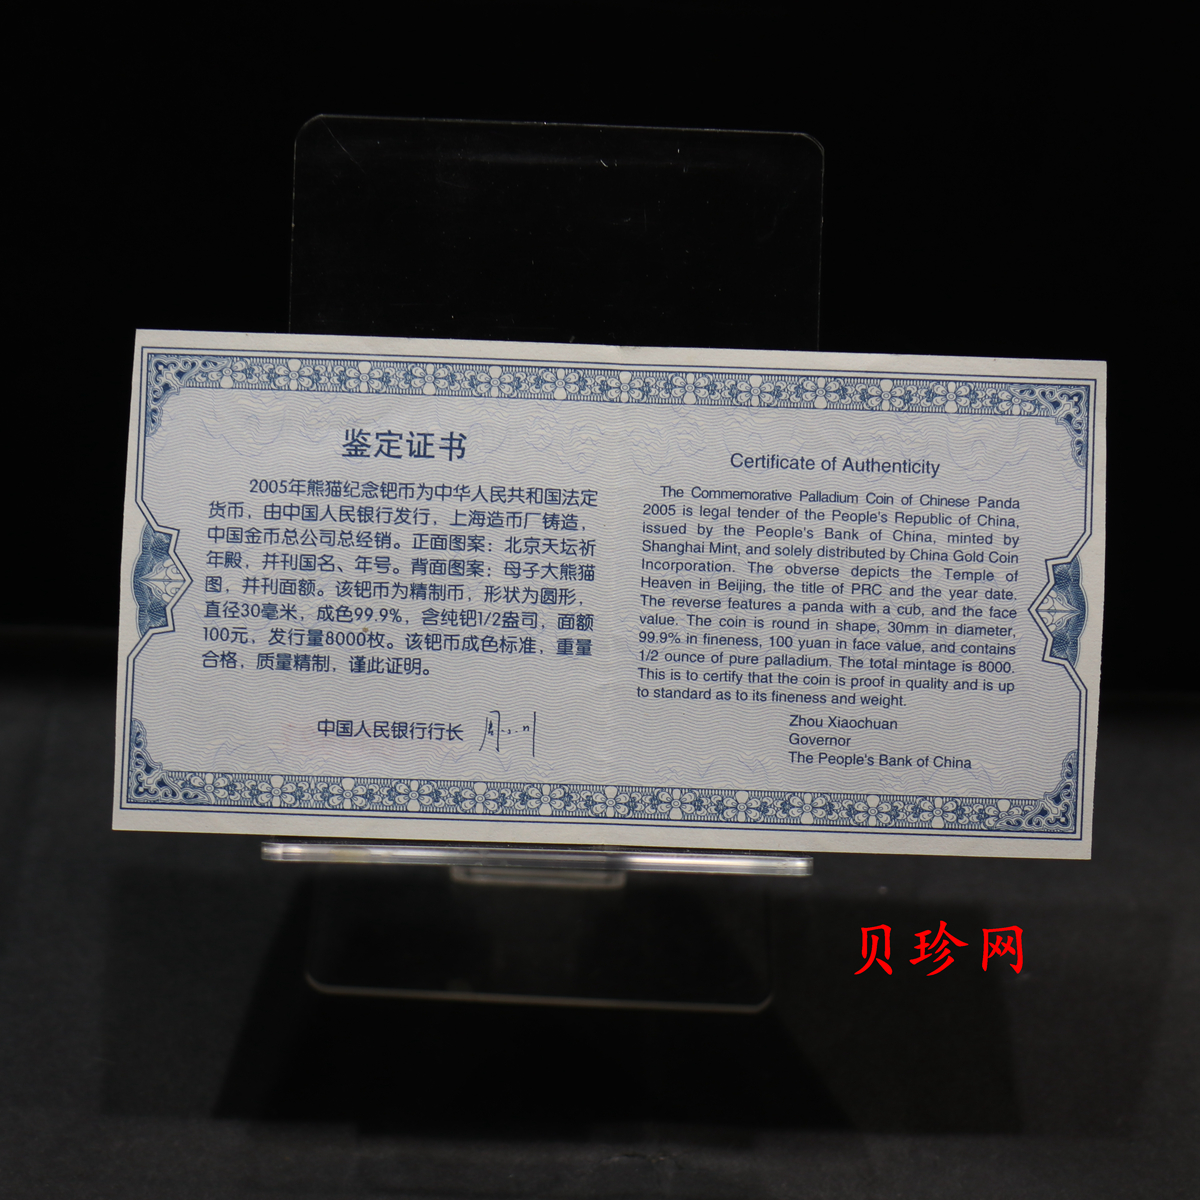 鉴定证书
2005年熊猫纪念钯币为中华人民共和国法定
货币，由中国人民银行发行，上海造币厂铸造，
中国金币总公司总经销。正面图案：北京天坛祈
年殿，并刊国名、年号。背面图案：母子大熊猫
图，并刊面额。该钯币为精制币，形状为圆形，
直径30毫米，成色99.9%，含纯钯1/2盎司，面额
100元，发行量8000枚。该钯币成色标准，重量
合格，质量精制，谨此证明。
中国人民银行行长 周小川
Certificate of Authenticity
The Commemorative Palladium Coin of Chinese Panda
2005 is legal tender of the People's Republic of China,
issued by the People's Bank of China, minted by
Shanghai Mint, and solely distributed by China Gold Coin
Incorporation. The obverse depicts the Temple of
Heaven in Beijing, the title of PRC and the year date.
The reverse features a panda with a cub, and the face
value. The coin is round in shape, 30mm in diameter,
99.9% in fineness, 100 yuan in face value, and contains
1/2 ounce of pure palladium. The total mintage is 8000.
This is to certify that the coin is proof in quality and is up
to standard as to its fineness and weight.
Zhou Xiaochuan
Governor
The People's Bank of China
贝珍网